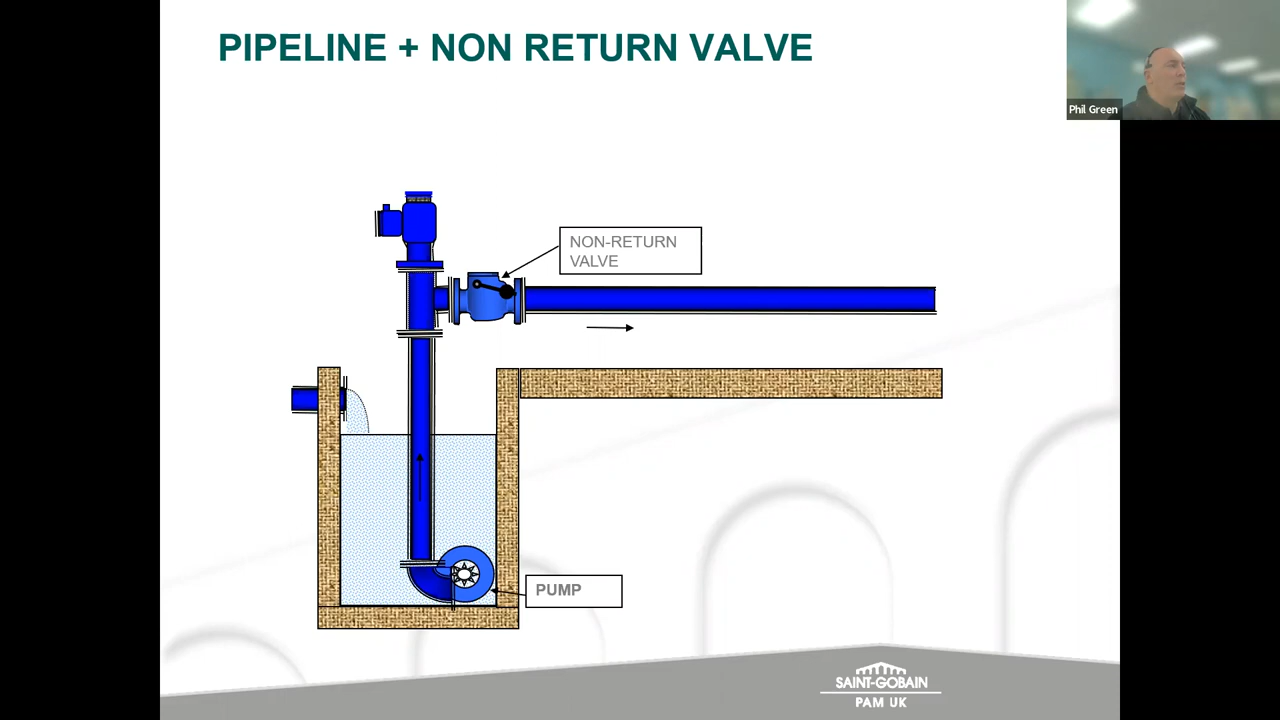 PIPELINE + NON RETURN VALVE
Phil Green
NON-RETURN
VALVE
PUMP
SAINT-GOBAIN
PAM UK